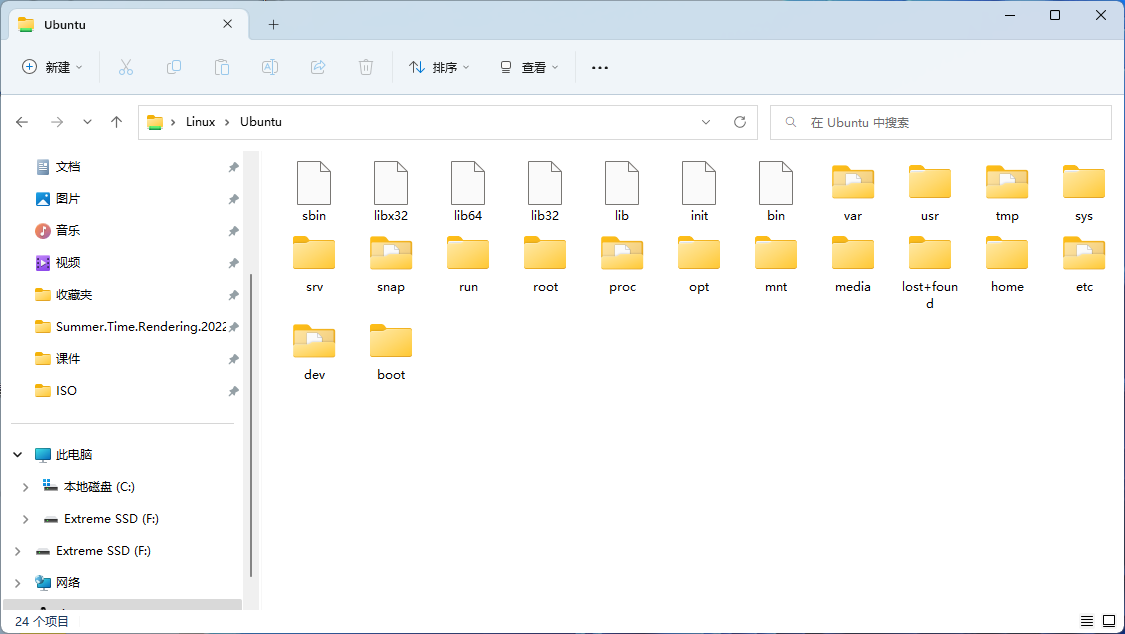 Ubuntu
新建
排序
查看
Linux
Ubuntu
在 Ubuntu 中搜索
文档
图片
音乐
视频
收藏夹
Summer.Time.Rendering.2022
课件
ISO
此电脑
本地磁盘 (C:)
Extreme SSD (F:)
Extreme SSD (F:)
网络
sbin
libx32
lib64
lib32
lib
init
bin
var
usr
tmp
sys
srv
snap
run
root
proc
opt
mnt
media
lost+foun
d
home
etc
dev
boot
24 个项目